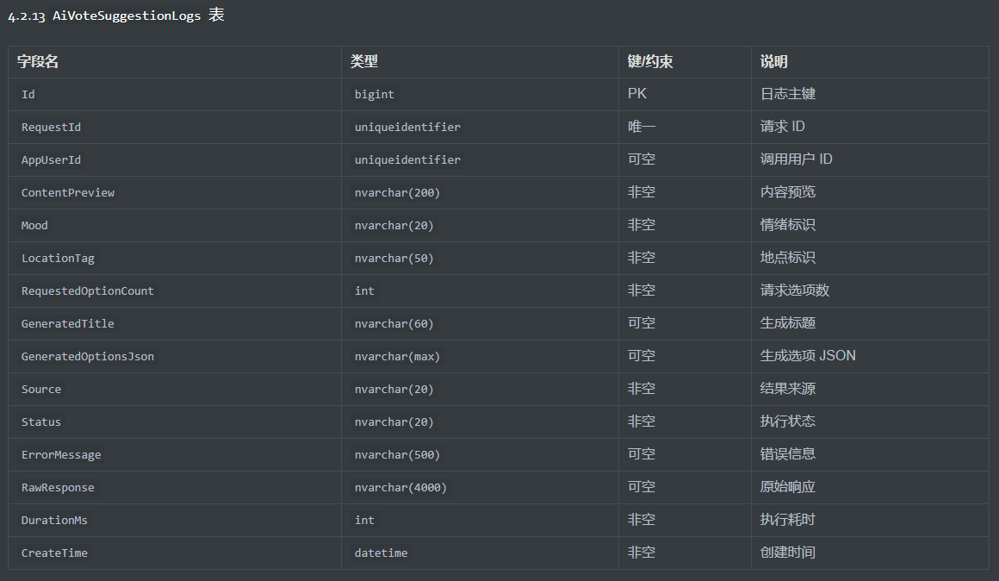 4.2.13 AiVoteSuggestionLogs 表
字段名 类型 键/约束 说明
Id bigint PK 日志主键
RequestId uniqueidentifier 唯一 请求 ID
AppUserId uniqueidentifier 可空 调用用户 ID
ContentPreview nvarchar(200) 非空 内容预览
Mood nvarchar(20) 非空 情绪标识
LocationTag nvarchar(50) 非空 地点标识
RequestedOptionCount int 非空 请求选项数
GeneratedTitle nvarchar(60) 可空 生成标题
GeneratedOptionsJson nvarchar(max) 可空 生成选项 JSON
Source nvarchar(20) 非空 结果来源
Status nvarchar(20) 非空 执行状态
ErrorMessage nvarchar(500) 可空 错误信息
RawResponse nvarchar(4000) 可空 原始响应
DurationMs int 非空 执行耗时
CreateTime datetime 非空 创建时间